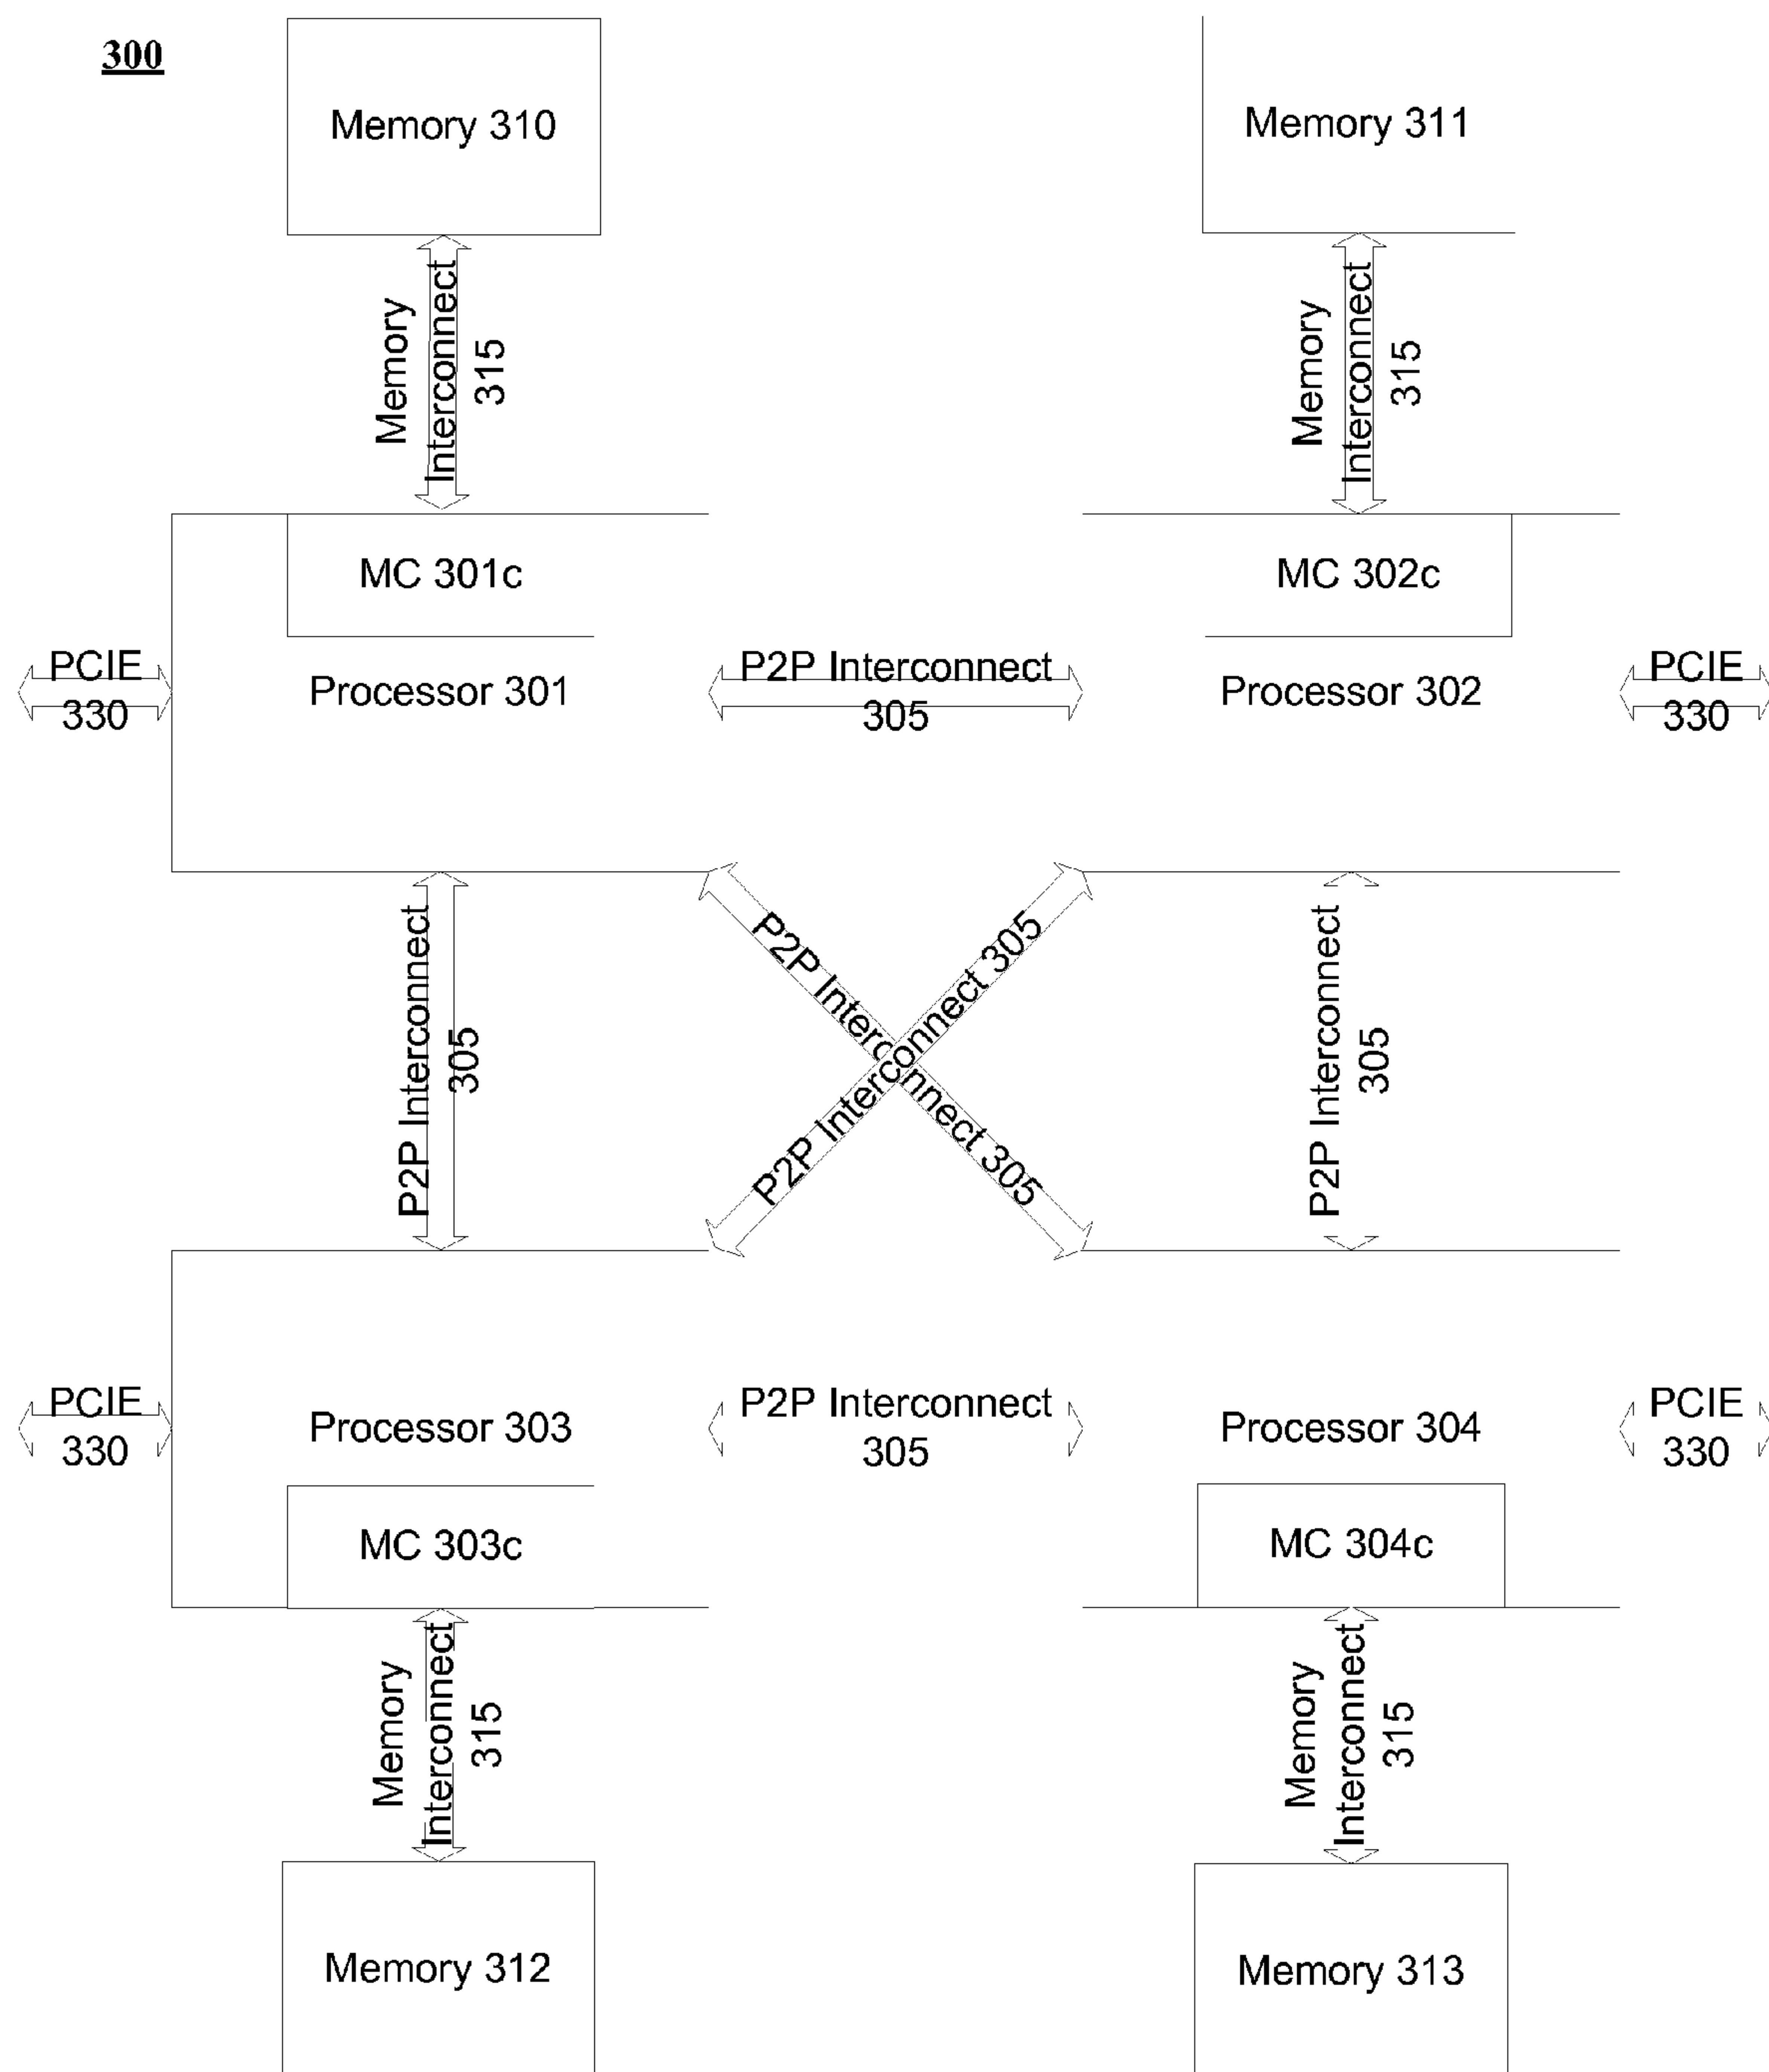 300
Memory 310
Memory 311
Memory
Interconnect
315
Memory
Interconnect
315
MC 301c
MC 302c
PCIE
330
Processor 301
P2P Interconnect
305
Processor 302
PCIE
330
P2P Interconnect
305
P2P Interconnect 305
P2P Interconnect 305
P2P Interconnect
305
PCIE
330
Processor 303
P2P Interconnect
305
Processor 304
PCIE
330
MC 303c
MC 304c
Memory
Interconnect
315
Memory
Interconnect
315
Memory 312
Memory 313